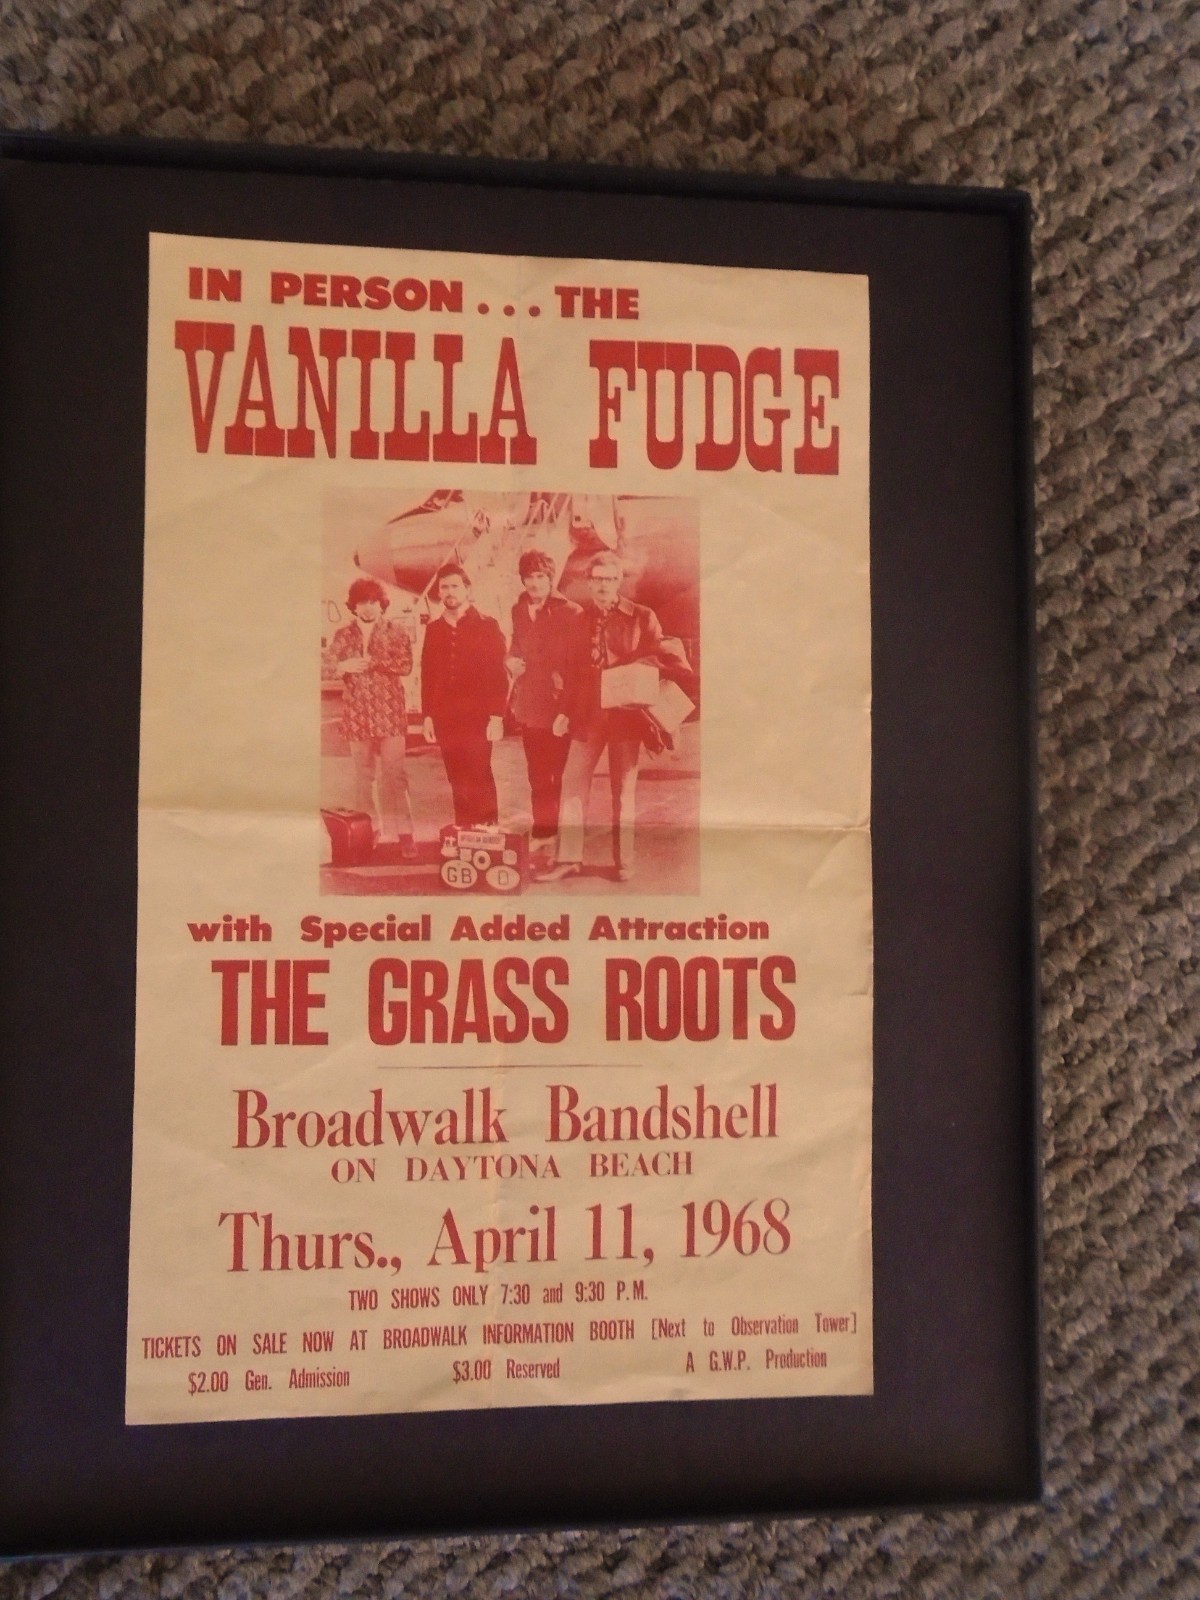 IN PERSON . . . THE
VANILLA FUDGE
GB D
with Special Added Attraction
THE GRASS ROOTS
Broadwalk Bandshell
ON DAYTONA BEACH
Thurs., April 11, 1968
TWO SHOWS ONLY 7:30 and 9:30 P.M.
TICKETS ON SALE NOW AT BROADWALK INFORMATION BOOTH [Next to Observation Tower]
$2.00 Gen. Admission $3.00 Reserved A G.W.P. Production